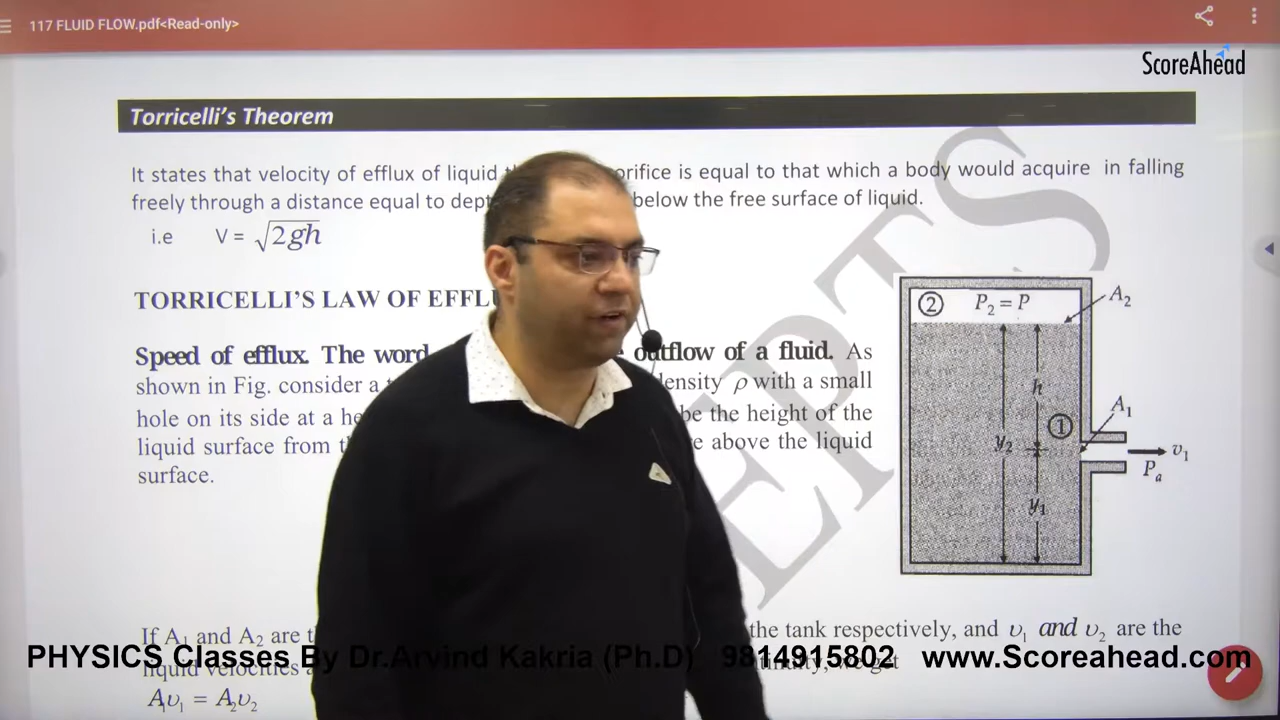 117 FLUID FLOW.pdf<Read-only>
ScoreAhead
Torricelli's Theorem
It states that velocity of efflux of liquid orifice is equal to that which a body would acquire in falling
freely through a distance equal to below the free surface of liquid.
i.e V = √2gh
TORRICELLI'S LAW OF
Speed of efflux. The word outflow of a fluid. As
shown in Fig. consider a density ρ with a small
hole on its side at a be the height of the
liquid surface from above the liquid
surface.
② P₂ = P A₂
h
① A₁
y₂ v₁
Pₐ
y₁
If A₁ and A₂ are the tank respectively, and υ₁ and υ₂ are the
liquid velocities we get
A₁υ₁ = A₂υ₂
PHYSICS Classes By Dr.Arvind Kakria (Ph.D) 9814915802 www.Scoreahead.com
EPTS